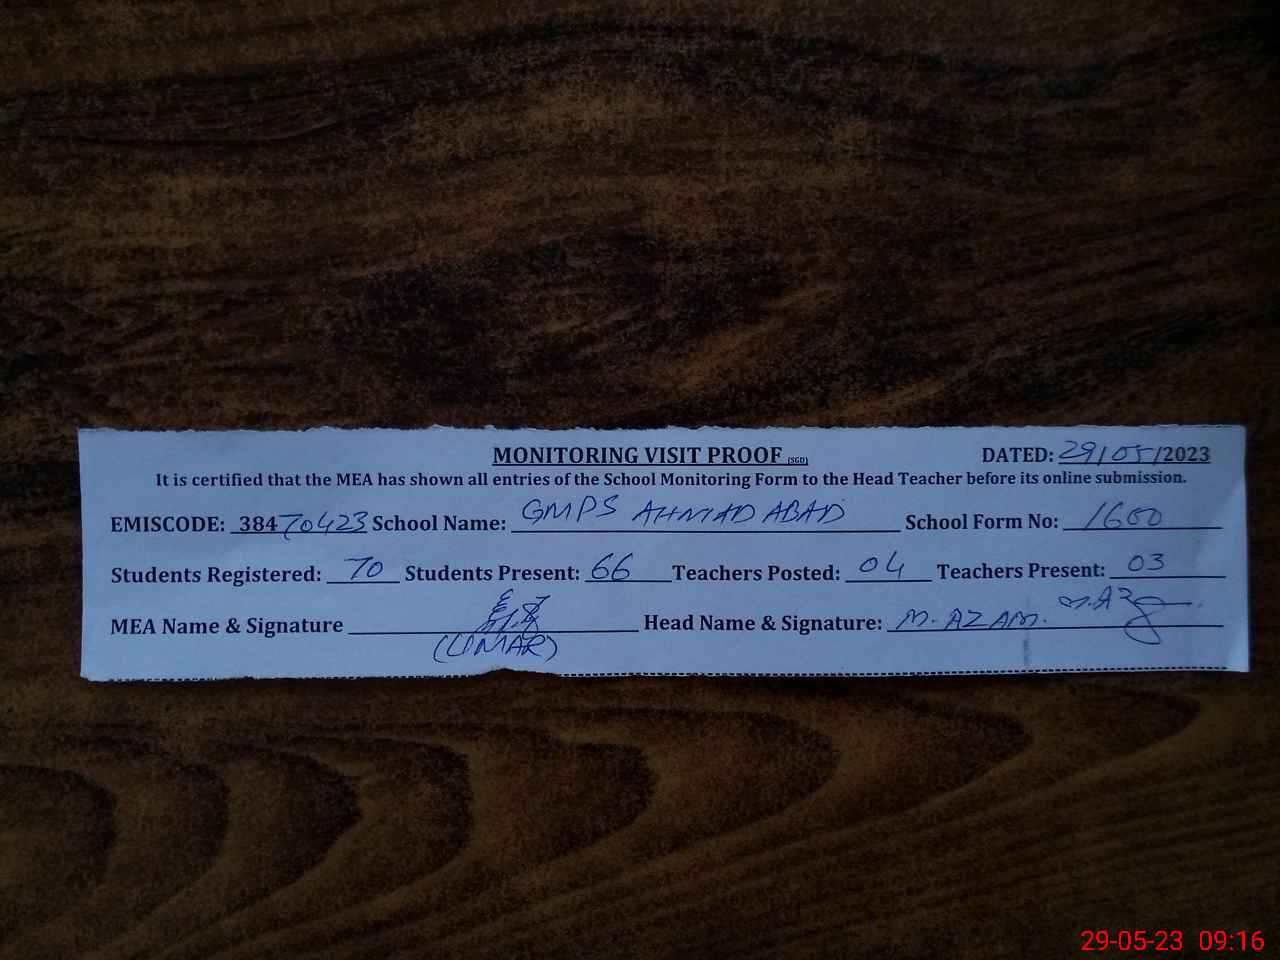 MONITORING VISIT PROOF (SGD) DATED: 29/05/2023
It is certified that the MEA has shown all entries of the School Monitoring Form to the Head Teacher before its online submission.
EMISCODE: 38470423 School Name: GMPS AHMAD ABAD School Form No: 1600
Students Registered: 70 Students Present: 66 Teachers Posted: 04 Teachers Present: 03
MEA Name & Signature Head Name & Signature: M. AZAM.
(UMAR)
29-05-23 09:16